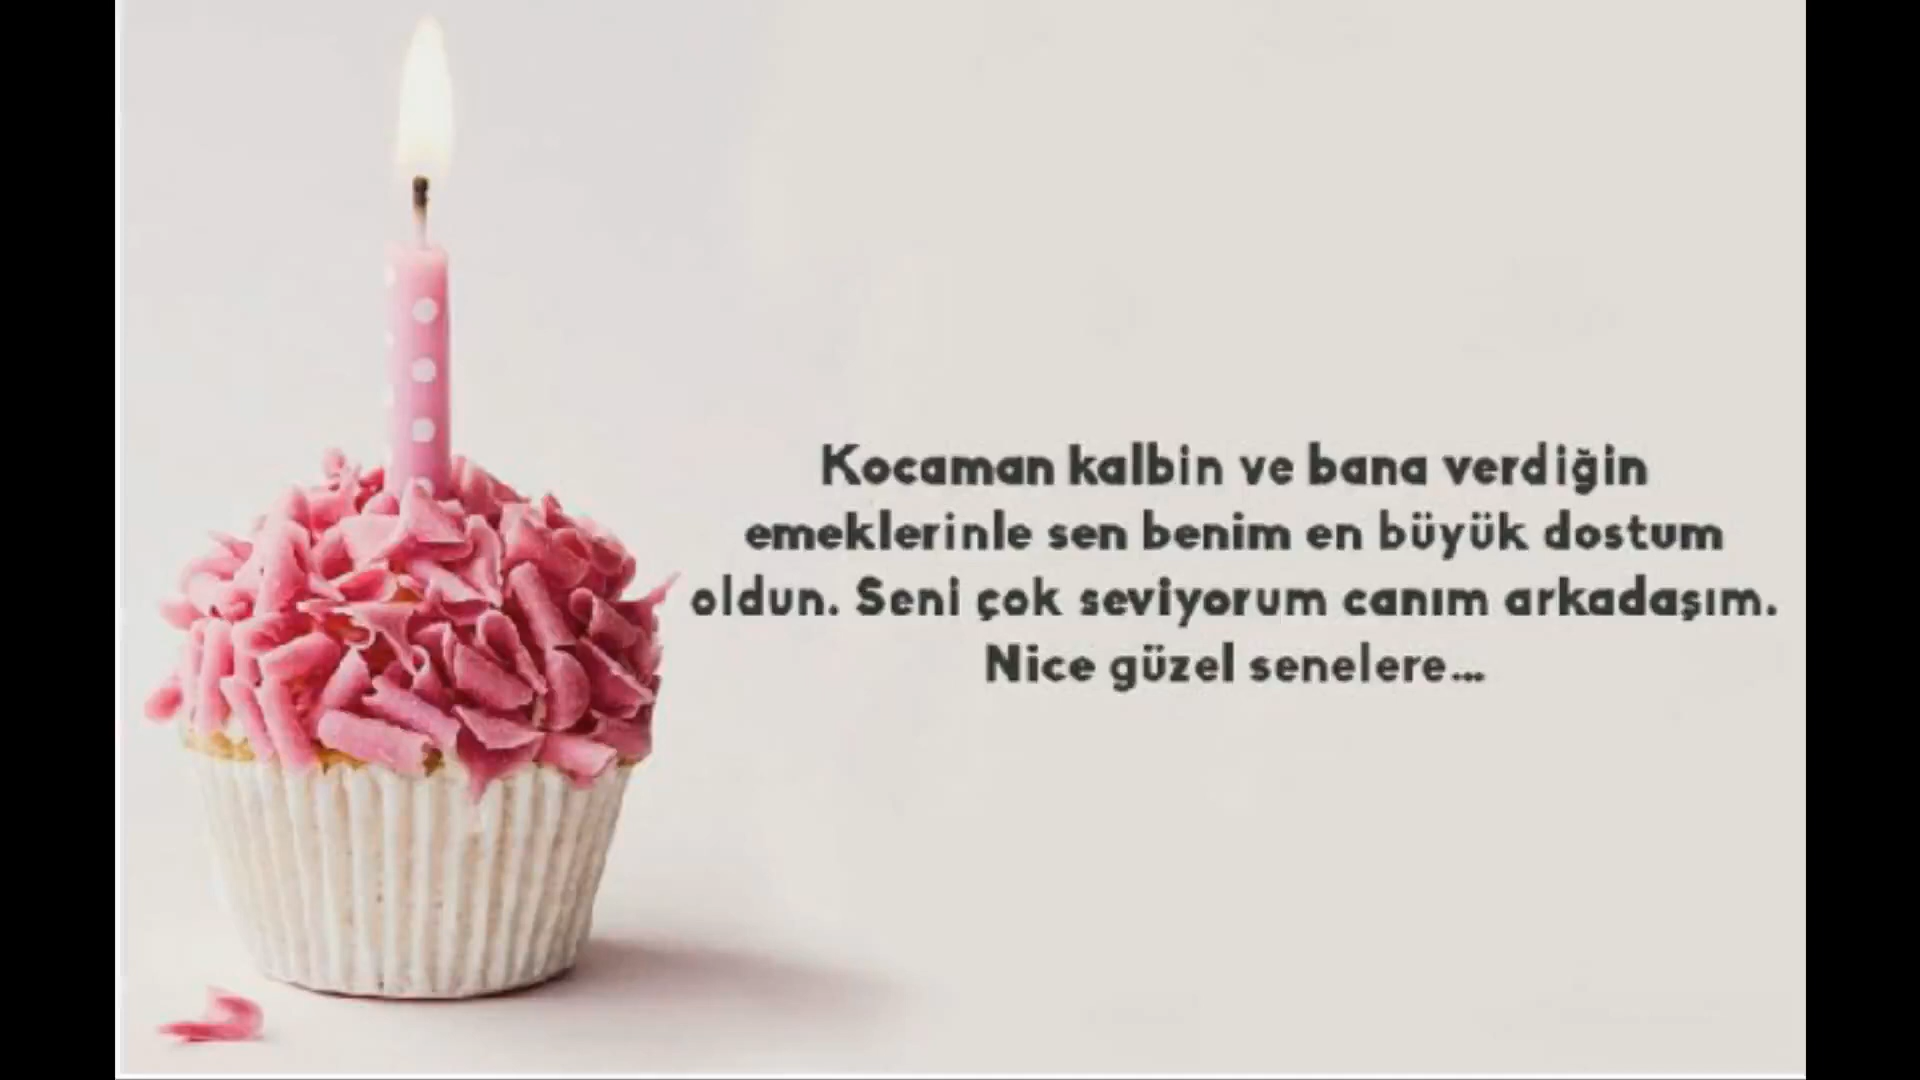 Kocaman kalbin ve bana verdiğin
emeklerinle sen benim en büyük dostum
oldun. Seni çok seviyorum canım arkadaşım.
Nice güzel senelere...